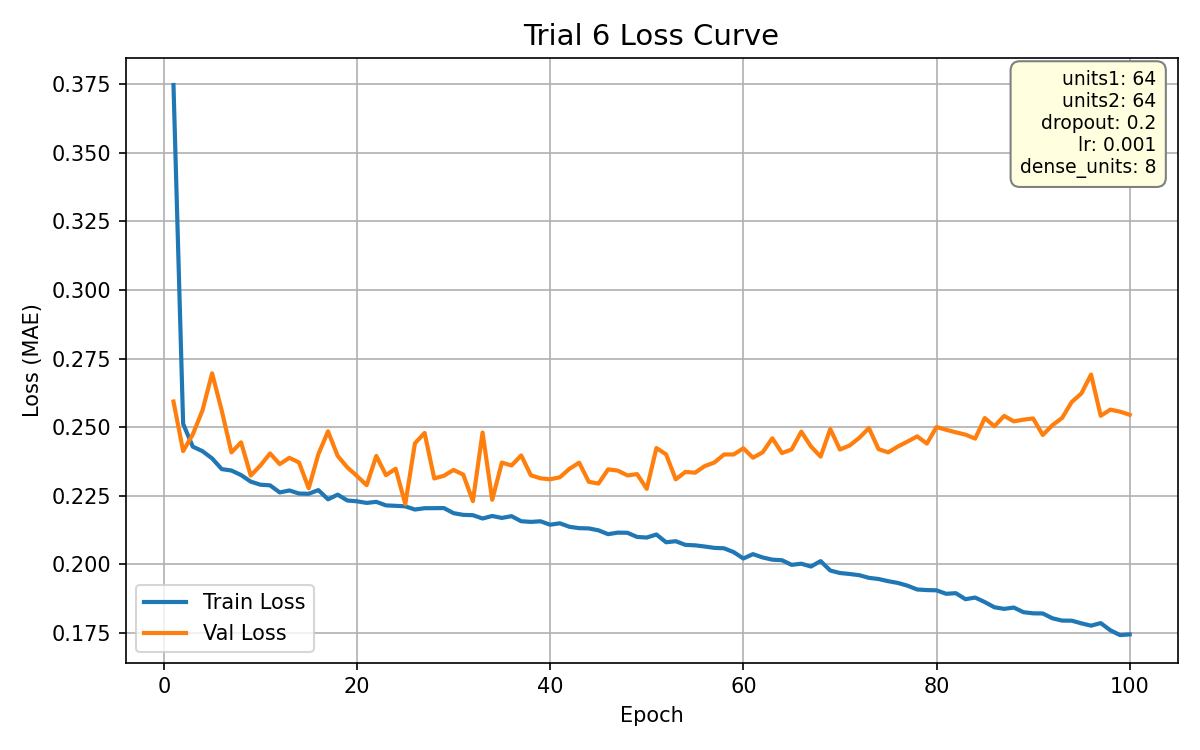 Trial 6 Loss Curve
units1: 64
units2: 64
dropout: 0.2
lr: 0.001
dense_units: 8
0.375
0.350
0.325
0.300
0.275
0.250
0.225
0.200
0.175
Loss (MAE)
Train Loss
Val Loss
0
20
40
60
80
100
Epoch